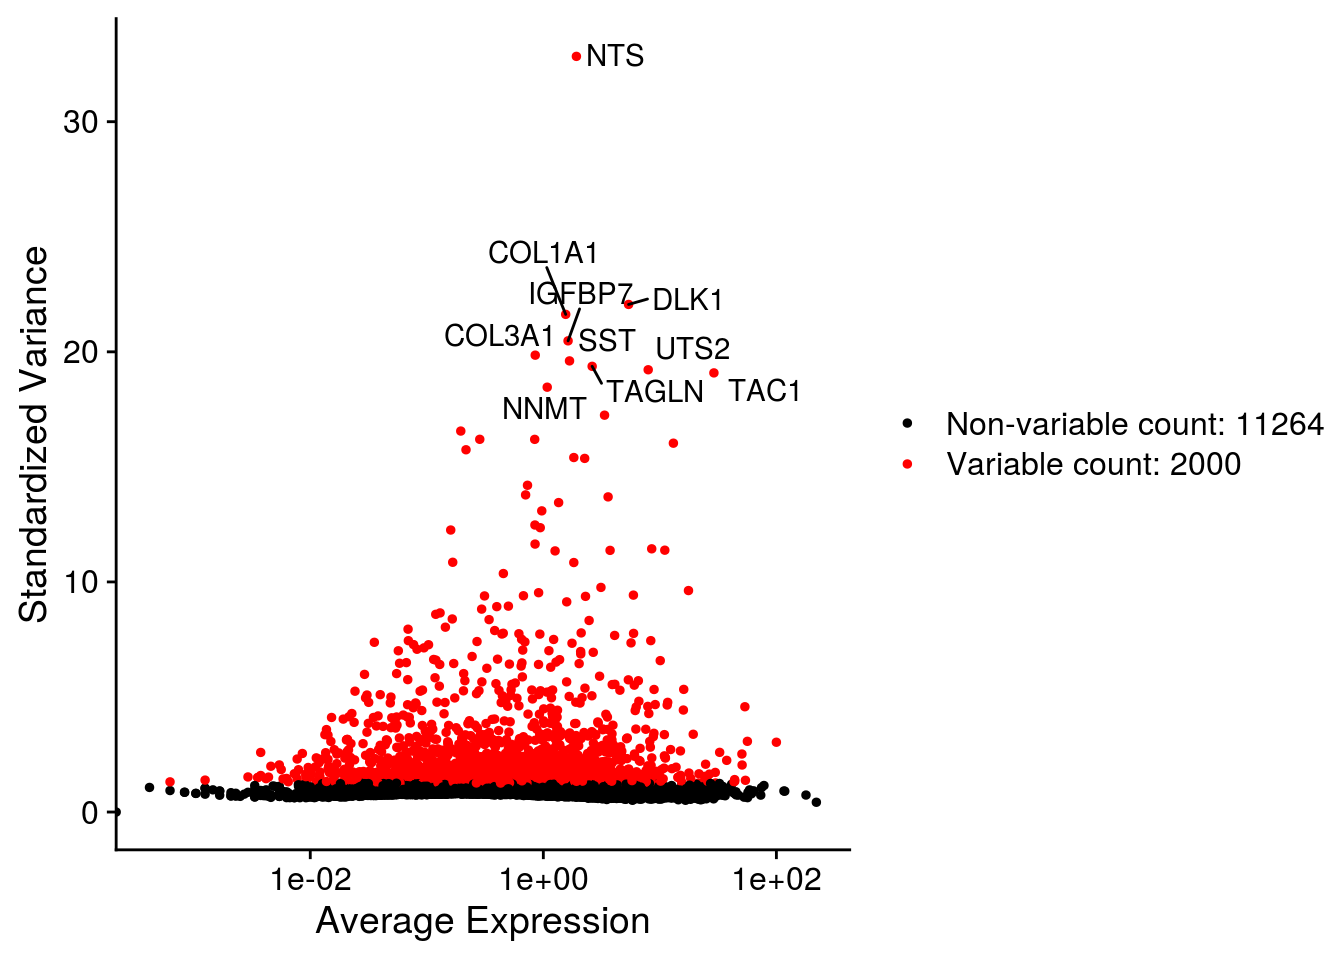 NTS
30
COL1A1
IGFBP7
DLK1
COL3A1
SST
UTS2
20
TAGLN
TAC1
NNMT
Non-variable count: 11264
Variable count: 2000
Standardized Variance
10
0
1e-02
1e+00
1e+02
Average Expression